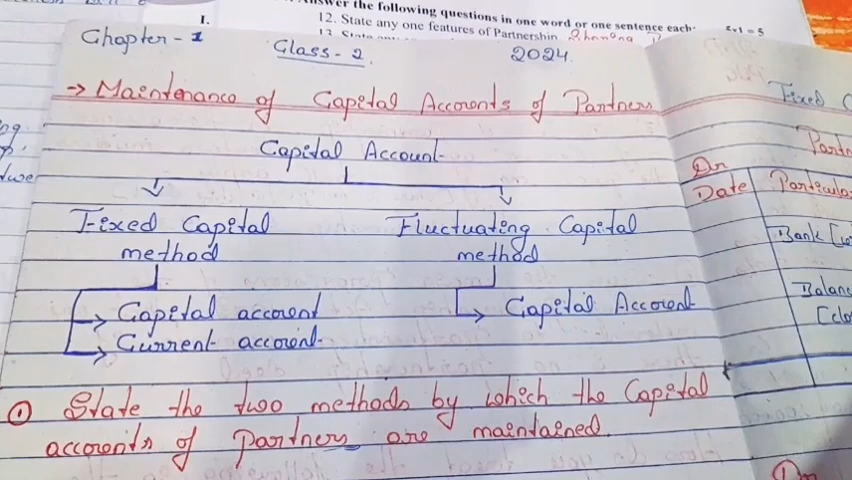 I.
Answer the following questions in one word or one sentence each.
12. State any one features of Partnership
Chapter - 1
Class - 2
2024
→ Maintenance of Capital Accounts of Partners
Capital Account
Fixed Capital method
Fluctuating Capital method
→ Capital account
→ Current account
→ Capital Account
① State the two methods by which the Capital
accounts of Partners are maintained.
Fixed
Dr
Date
Bank